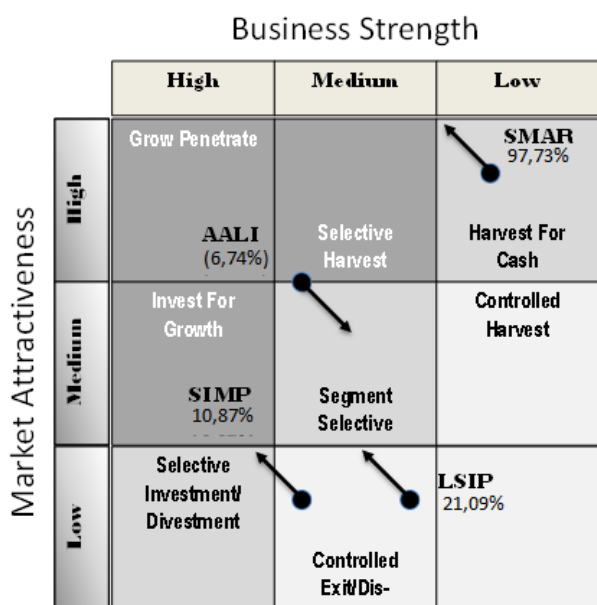 Business Strength
High
Medium
Low
Market Attractiveness
High
Grow Penetrate
AALI
(6,74%)
Selective
Harvest
SMAR
97,73%
Harvest For
Cash
Medium
Invest For
Growth
SIMP
10,87%
Segment
Selective
Controlled
Harvest
Low
Selective
Investment/
Divestment
Controlled
Exit/Dis-
LSIP
21,09%